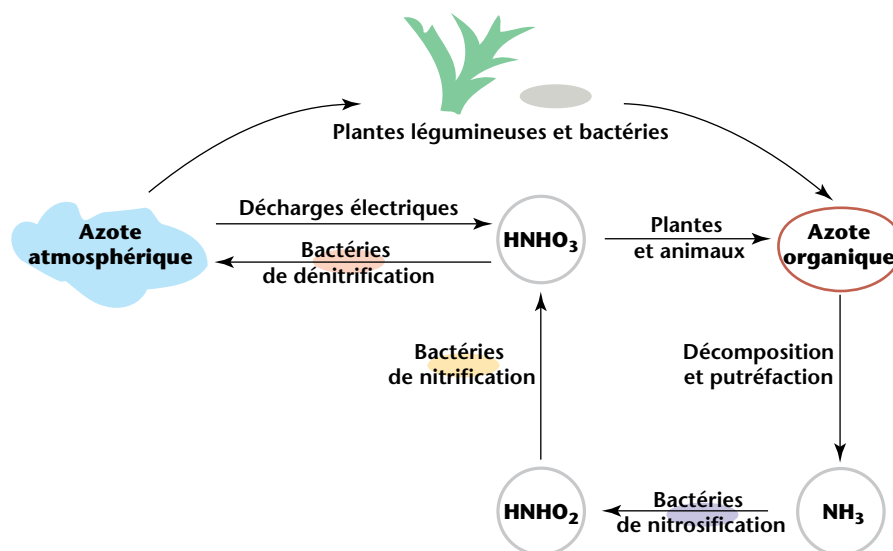 Plantes légumineuses et bactéries
Azote
atmosphérique
Décharges électriques
Bactéries
de dénitrification
HNHO₃
Plantes
et animaux
Azote
organique
Bactéries
de nitrification
Décomposition
et putréfaction
HNHO₂
Bactéries
de nitrosification
NH₃